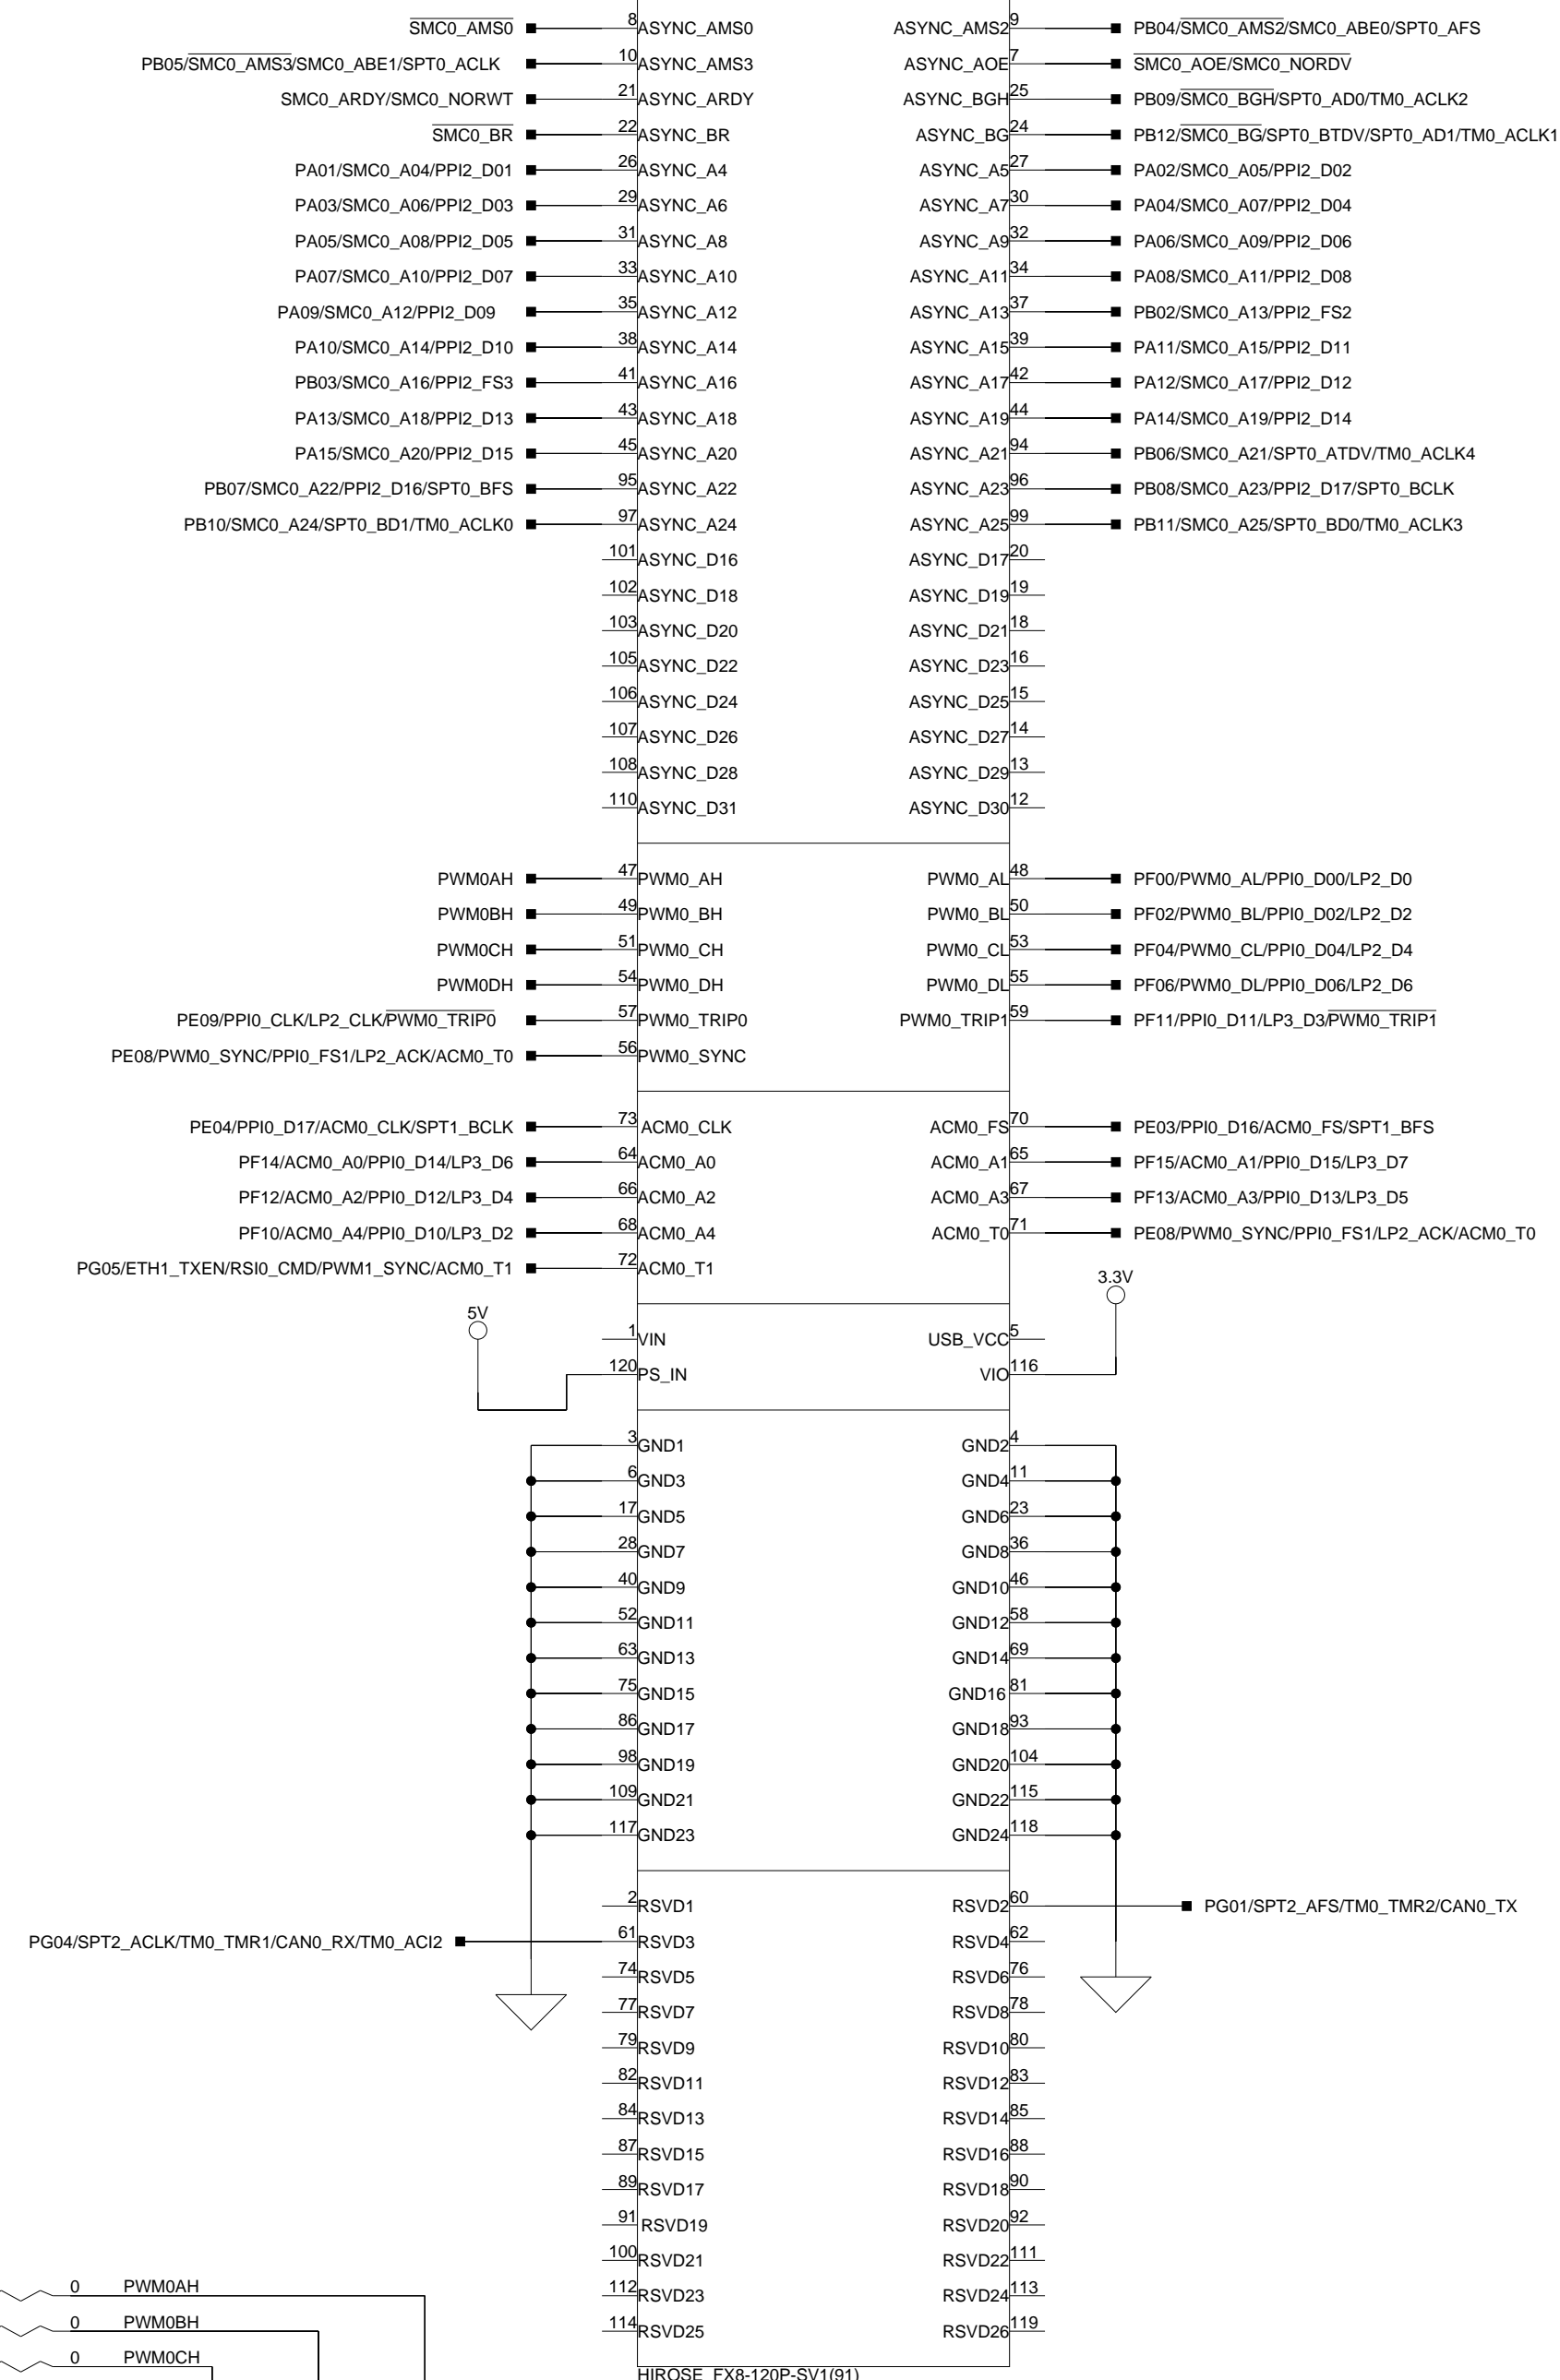 SMC0_AMS0 8 ASYNC_AMS0 ASYNC_AMS2 9 PB04/SMC0_AMS2/SMC0_ABE0/SPT0_AFS
PB05/SMC0_AMS3/SMC0_ABE1/SPT0_ACLK 10 ASYNC_AMS3 ASYNC_AOE 7 SMC0_AOE/SMC0_NORDV
SMC0_ARDY/SMC0_NORWT 21 ASYNC_ARDY ASYNC_BGH 25 PB09/SMC0_BGH/SPT0_AD0/TM0_ACLK2
SMC0_BR 22 ASYNC_BR ASYNC_BG 24 PB12/SMC0_BG/SPT0_BTDV/SPT0_AD1/TM0_ACLK1
PA01/SMC0_A04/PPI2_D01 26 ASYNC_A4 ASYNC_A5 27 PA02/SMC0_A05/PPI2_D02
PA03/SMC0_A06/PPI2_D03 29 ASYNC_A6 ASYNC_A7 30 PA04/SMC0_A07/PPI2_D04
PA05/SMC0_A08/PPI2_D05 31 ASYNC_A8 ASYNC_A9 32 PA06/SMC0_A09/PPI2_D06
PA07/SMC0_A10/PPI2_D07 33 ASYNC_A10 ASYNC_A11 34 PA08/SMC0_A11/PPI2_D08
PA09/SMC0_A12/PPI2_D09 35 ASYNC_A12 ASYNC_A13 37 PB02/SMC0_A13/PPI2_FS2
PA10/SMC0_A14/PPI2_D10 38 ASYNC_A14 ASYNC_A15 39 PA11/SMC0_A15/PPI2_D11
PB03/SMC0_A16/PPI2_FS3 41 ASYNC_A16 ASYNC_A17 42 PA12/SMC0_A17/PPI2_D12
PA13/SMC0_A18/PPI2_D13 43 ASYNC_A18 ASYNC_A19 44 PA14/SMC0_A19/PPI2_D14
PA15/SMC0_A20/PPI2_D15 45 ASYNC_A20 ASYNC_A21 94 PB06/SMC0_A21/SPT0_ATDV/TM0_ACLK4
PB07/SMC0_A22/PPI2_D16/SPT0_BFS 95 ASYNC_A22 ASYNC_A23 96 PB08/SMC0_A23/PPI2_D17/SPT0_BCLK
PB10/SMC0_A24/SPT0_BD1/TM0_ACLK0 97 ASYNC_A24 ASYNC_A25 99 PB11/SMC0_A25/SPT0_BD0/TM0_ACLK3
101 ASYNC_D16 ASYNC_D17 20
102 ASYNC_D18 ASYNC_D19 19
103 ASYNC_D20 ASYNC_D21 18
105 ASYNC_D22 ASYNC_D23 16
106 ASYNC_D24 ASYNC_D25 15
107 ASYNC_D26 ASYNC_D27 14
108 ASYNC_D28 ASYNC_D29 13
110 ASYNC_D31 ASYNC_D30 12
PWM0AH 47 PWM0_AH PWM0_AL 48 PF00/PWM0_AL/PPI0_D00/LP2_D0
PWM0BH 49 PWM0_BH PWM0_BL 50 PF02/PWM0_BL/PPI0_D02/LP2_D2
PWM0CH 51 PWM0_CH PWM0_CL 53 PF04/PWM0_CL/PPI0_D04/LP2_D4
PWM0DH 54 PWM0_DH PWM0_DL 55 PF06/PWM0_DL/PPI0_D06/LP2_D6
PE09/PPI0_CLK/LP2_CLK/PWM0_TRIP0 57 PWM0_TRIP0 PWM0_TRIP1 59 PF11/PPI0_D11/LP3_D3/PWM0_TRIP1
PE08/PWM0_SYNC/PPI0_FS1/LP2_ACK/ACM0_T0 56 PWM0_SYNC
PE04/PPI0_D17/ACM0_CLK/SPT1_BCLK 73 ACM0_CLK ACM0_FS 70 PE03/PPI0_D16/ACM0_FS/SPT1_BFS
PF14/ACM0_A0/PPI0_D14/LP3_D6 64 ACM0_A0 ACM0_A1 65 PF15/ACM0_A1/PPI0_D15/LP3_D7
PF12/ACM0_A2/PPI0_D12/LP3_D4 66 ACM0_A2 ACM0_A3 67 PF13/ACM0_A3/PPI0_D13/LP3_D5
PF10/ACM0_A4/PPI0_D10/LP3_D2 68 ACM0_A4 ACM0_T0 71 PE08/PWM0_SYNC/PPI0_FS1/LP2_ACK/ACM0_T0
PG05/ETH1_TXEN/RSI0_CMD/PWM1_SYNC/ACM0_T1 72 ACM0_T1
5V 3.3V
1 VIN USB_VCC 5
120 PS_IN VIO 116
3 GND1 GND2 4
6 GND3 GND4 11
17 GND5 GND6 23
28 GND7 GND8 36
40 GND9 GND10 46
52 GND11 GND12 58
63 GND13 GND14 69
75 GND15 GND16 81
86 GND17 GND18 93
98 GND19 GND20 104
109 GND21 GND22 115
117 GND23 GND24 118
2 RSVD1 RSVD2 60 PG01/SPT2_AFS/TM0_TMR2/CAN0_TX
PG04/SPT2_ACLK/TM0_TMR1/CAN0_RX/TM0_ACI2 61 RSVD3 RSVD4 62
74 RSVD5 RSVD6 76
77 RSVD7 RSVD8 78
79 RSVD9 RSVD10 80
82 RSVD11 RSVD12 83
84 RSVD13 RSVD14 85
87 RSVD15 RSVD16 88
89 RSVD17 RSVD18 90
91 RSVD19 RSVD20 92
100 RSVD21 RSVD22 111
112 RSVD23 RSVD24 113
114 RSVD25 RSVD26 119
0 PWM0AH
0 PWM0BH
0 PWM0CH
HIROSE_FX8-120P-SV1(91)